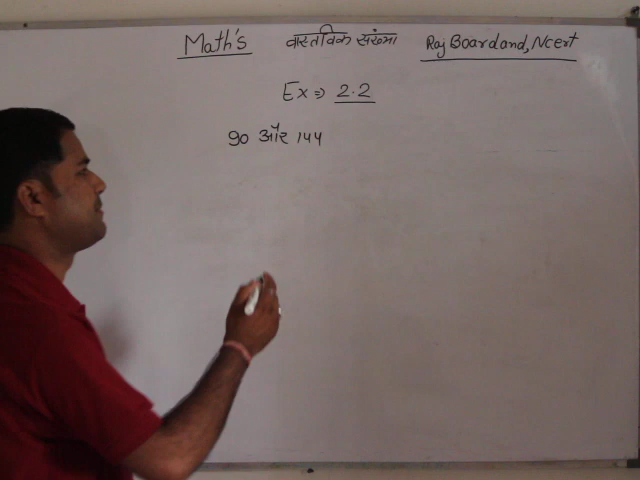 Math's वास्तविक संख्या Raj Board and, Ncert
Ex ⇒ 2.2
90 और 144